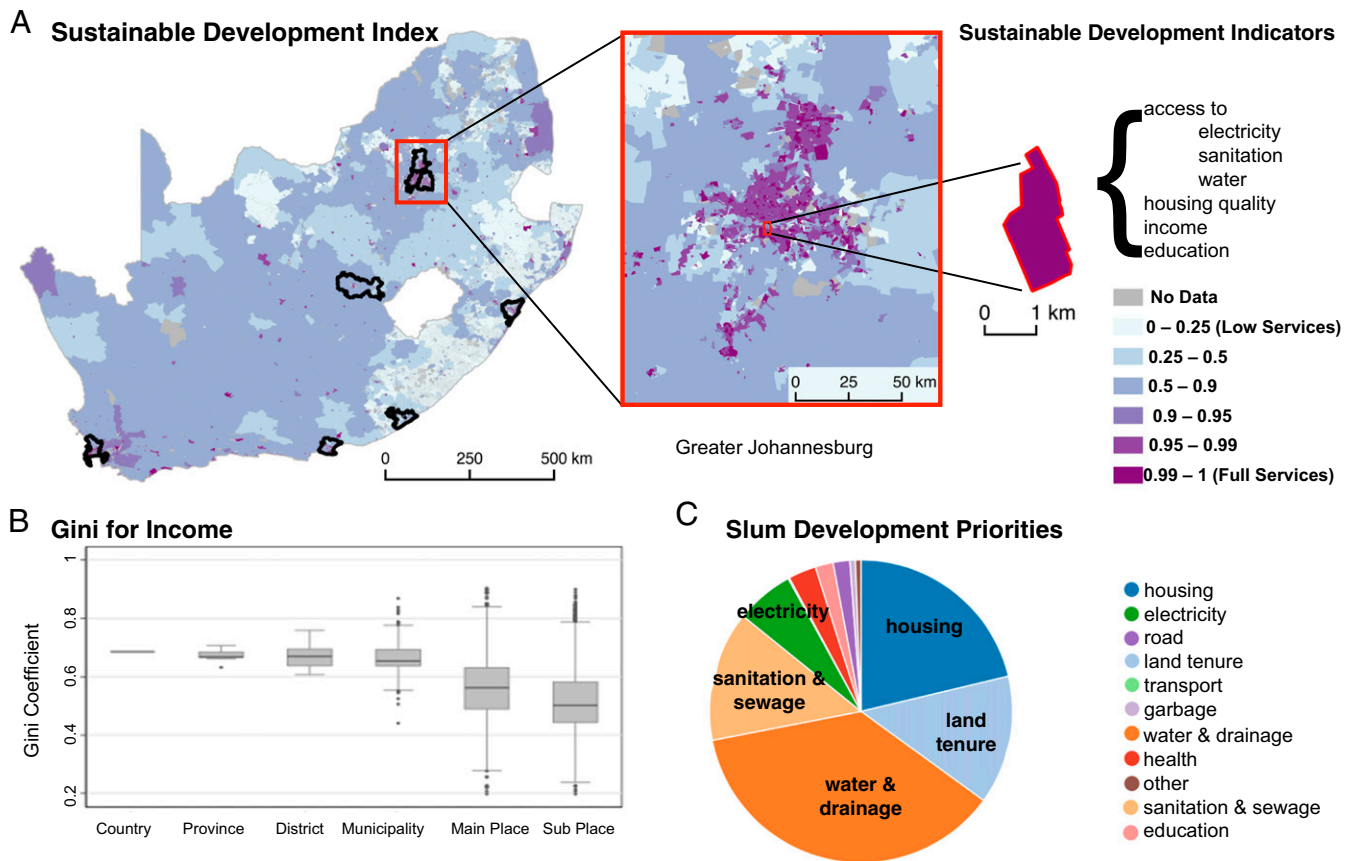 A
Sustainable Development Index
Sustainable Development Indicators
access to
electricity
sanitation
water
housing quality
income
education
0 1 km
No Data
0 – 0.25 (Low Services)
0.25 – 0.5
0.5 – 0.9
0.9 – 0.95
0.95 – 0.99
0.99 – 1 (Full Services)
0 25 50 km
Greater Johannesburg
0 250 500 km
B
Gini for Income
Gini Coefficient
1
0.8
0.6
0.4
0.2
Country Province District Municipality Main Place Sub Place
C
Slum Development Priorities
electricity
housing
sanitation &
sewage
land
tenure
water &
drainage
housing
electricity
road
land tenure
transport
garbage
water & drainage
health
other
sanitation & sewage
education